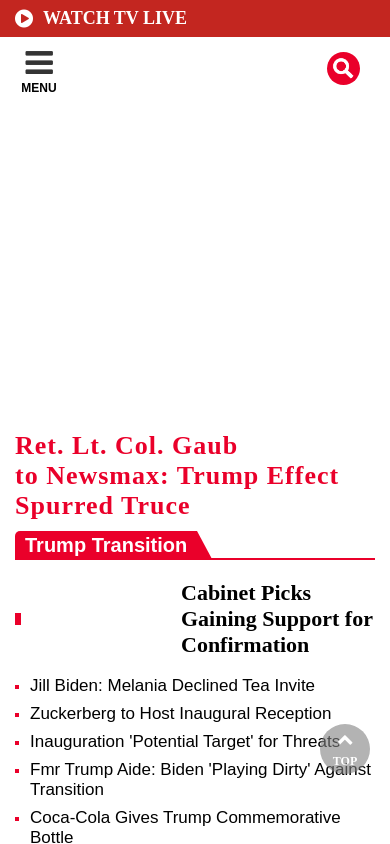 WATCH TV LIVE
MENU
Ret. Lt. Col. Gaub
to Newsmax: Trump Effect
Spurred Truce
Trump Transition
Cabinet Picks
Gaining Support for
Confirmation
Jill Biden: Melania Declined Tea Invite
Zuckerberg to Host Inaugural Reception
Inauguration 'Potential Target' for Threats
Fmr Trump Aide: Biden 'Playing Dirty' Against
Transition
TOP
Coca-Cola Gives Trump Commemorative
Bottle